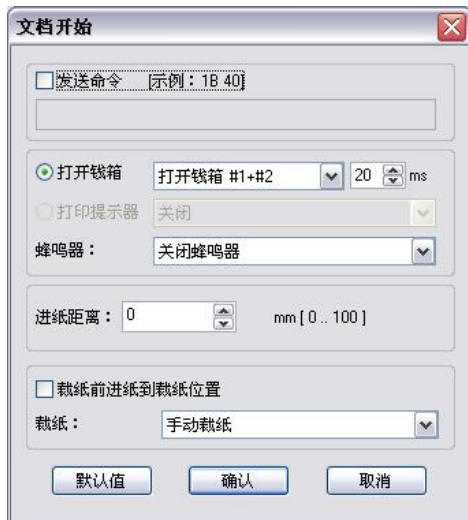 文档开始
发送命令 [示例：1B 40]
打开钱箱 打开钱箱 #1+#2 20 ms
打印提示器 关闭
蜂鸣器： 关闭蜂鸣器
进纸距离： 0 mm [ 0 .. 100 ]
裁纸前进纸到裁纸位置
裁纸： 手动裁纸
默认值 确认 取消